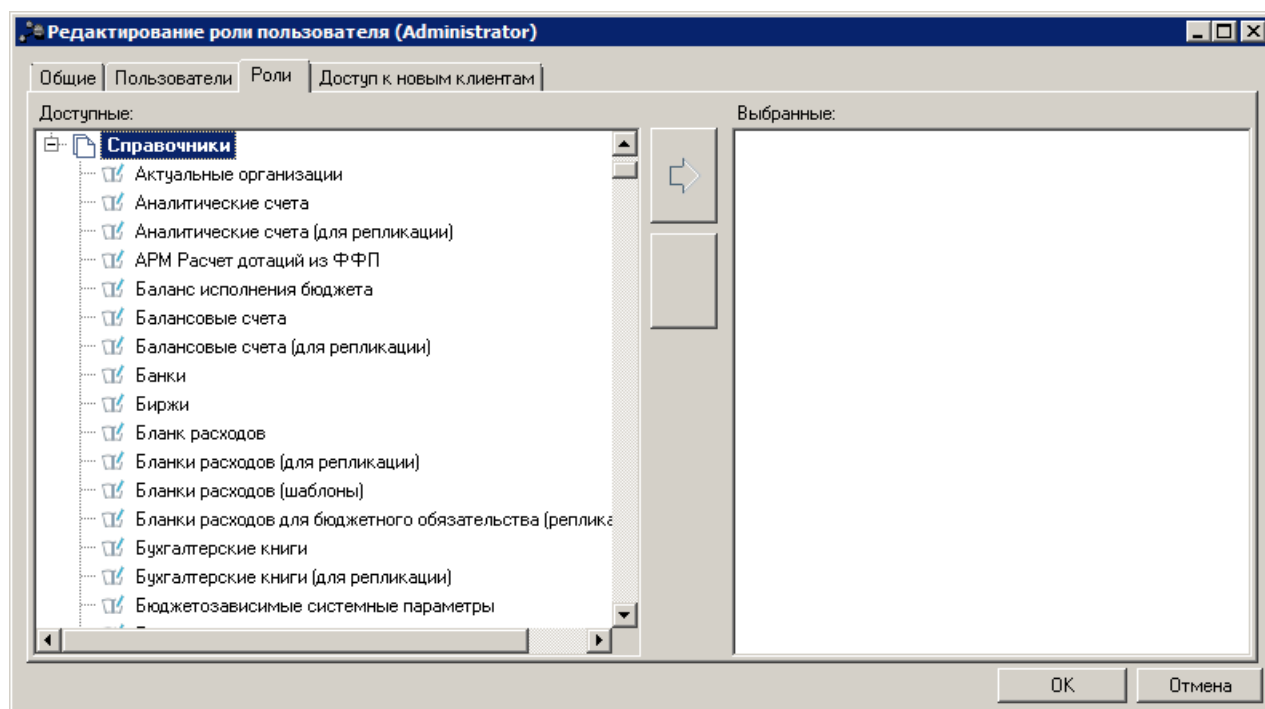 Редактирование роли пользователя (Administrator)
Общие Пользователи Роли Доступ к новым клиентам
Доступные: Выбранные:
Справочники
Актуальные организации
Аналитические счета
Аналитические счета (для репликации)
АРМ Расчет дотаций из ФФП
Баланс исполнения бюджета
Балансовые счета
Балансовые счета (для репликации)
Банки
Биржи
Бланк расходов
Бланки расходов (для репликации)
Бланки расходов (шаблоны)
Бланки расходов для бюджетного обязательства (реплика
Бухгалтерские книги
Бухгалтерские книги (для репликации)
Бюджетозависимые системные параметры
OK Отмена